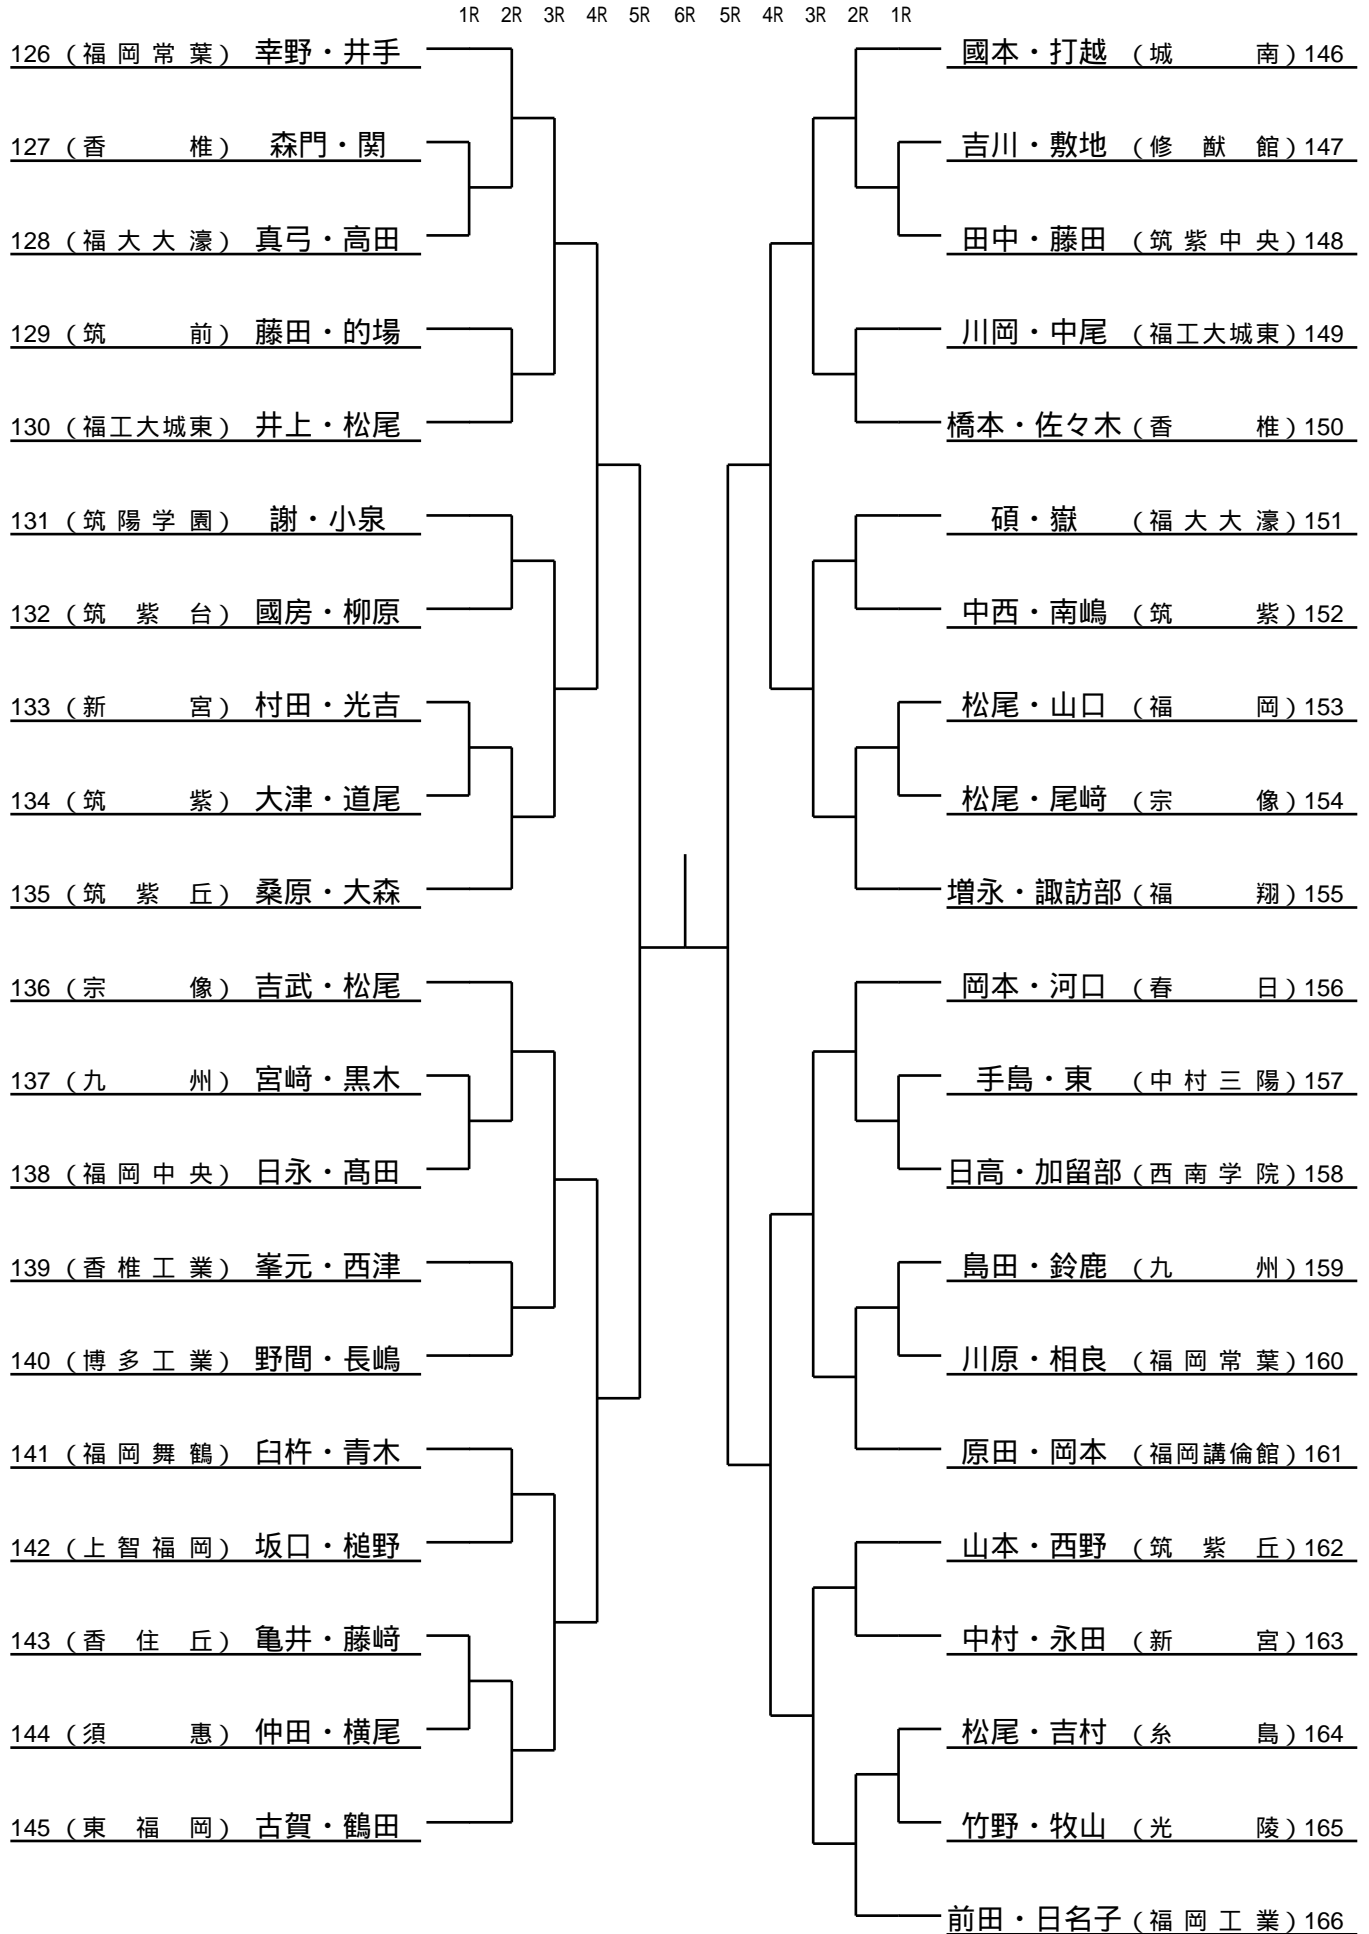 1R 2R 3R 4R 5R 6R 5R 4R 3R 2R 1R
126 （福岡常葉） 幸野・井手
127 （香椎） 森門・関
128 （福大大濠） 真弓・高田
129 （筑前） 藤田・的場
130 （福工大城東） 井上・松尾
131 （筑陽学園） 謝・小泉
132 （筑紫台） 國房・柳原
133 （新宮） 村田・光吉
134 （筑紫） 大津・道尾
135 （筑紫丘） 桑原・大森
136 （宗像） 吉武・松尾
137 （九州） 宮﨑・黒木
138 （福岡中央） 日永・髙田
139 （香椎工業） 峯元・西津
140 （博多工業） 野間・長嶋
141 （福岡舞鶴） 臼杵・青木
142 （上智福岡） 坂口・槌野
143 （香住丘） 亀井・藤﨑
144 （須惠） 仲田・横尾
145 （東福岡） 古賀・鶴田
國本・打越 （城南）146
吉川・敷地 （修猷館）147
田中・藤田 （筑紫中央）148
川岡・中尾 （福工大城東）149
橋本・佐々木 （香椎）150
碩・嶽 （福大大濠）151
中西・南嶋 （筑紫）152
松尾・山口 （福岡）153
松尾・尾﨑 （宗像）154
増永・諏訪部 （福翔）155
岡本・河口 （春日）156
手島・東 （中村三陽）157
日高・加留部 （西南学院）158
島田・鈴鹿 （九州）159
川原・相良 （福岡常葉）160
原田・岡本 （福岡講倫館）161
山本・西野 （筑紫丘）162
中村・永田 （新宮）163
松尾・吉村 （糸島）164
竹野・牧山 （光陵）165
前田・日名子 （福岡工業）166